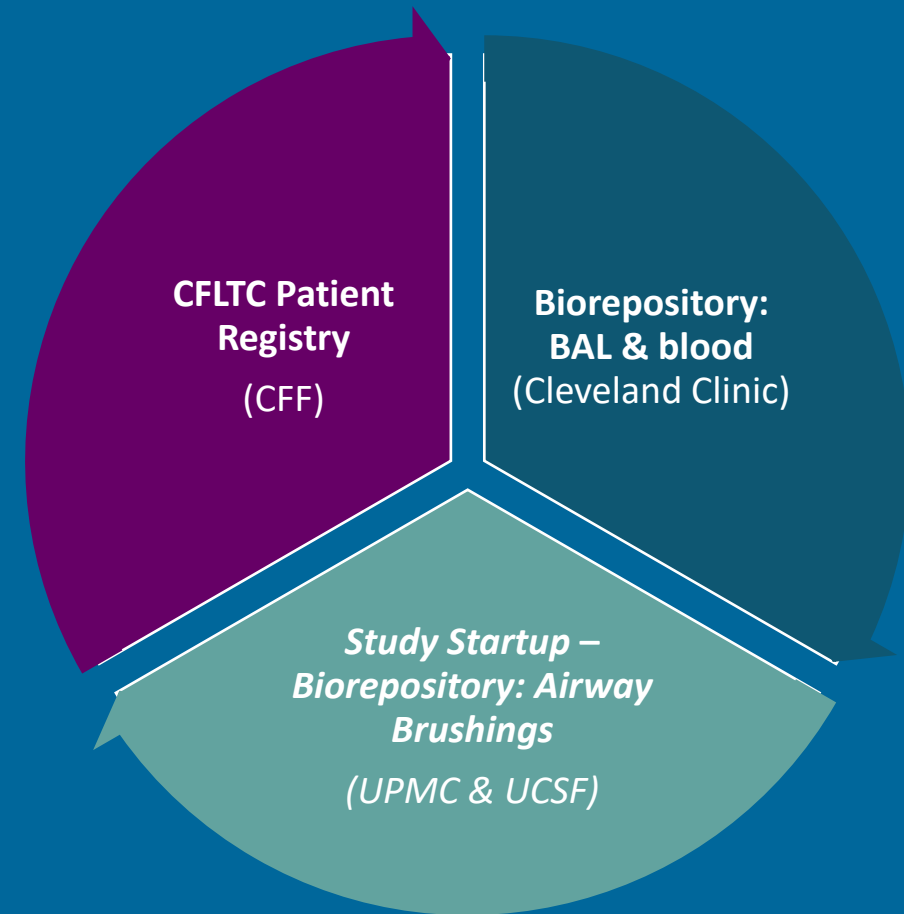 CFLTC Patient
Registry
(CFF)
Biorepository:
BAL & blood
(Cleveland Clinic)
Study Startup –
Biorepository: Airway
Brushings
(UPMC & UCSF)